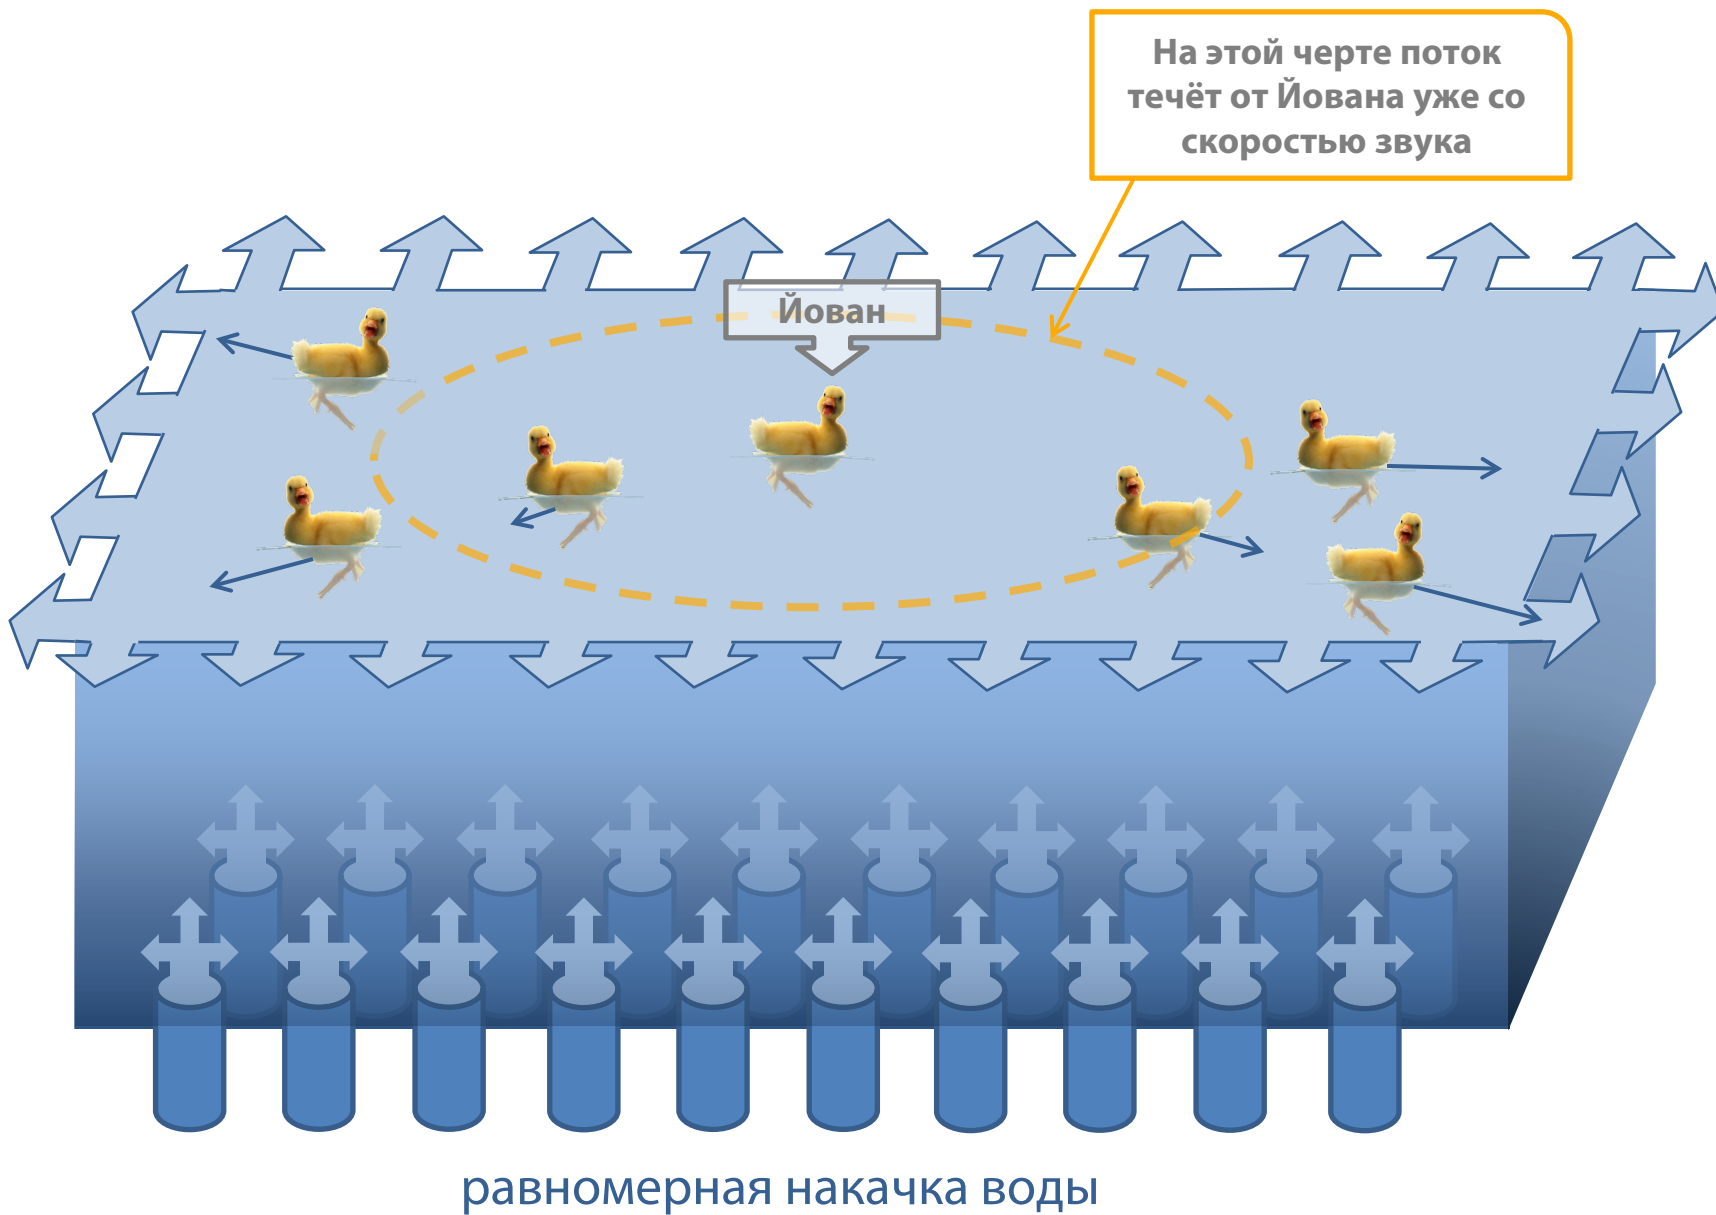 На этой черте поток
течёт от Йована уже со
скоростью звука
Йован
равномерная накачка воды